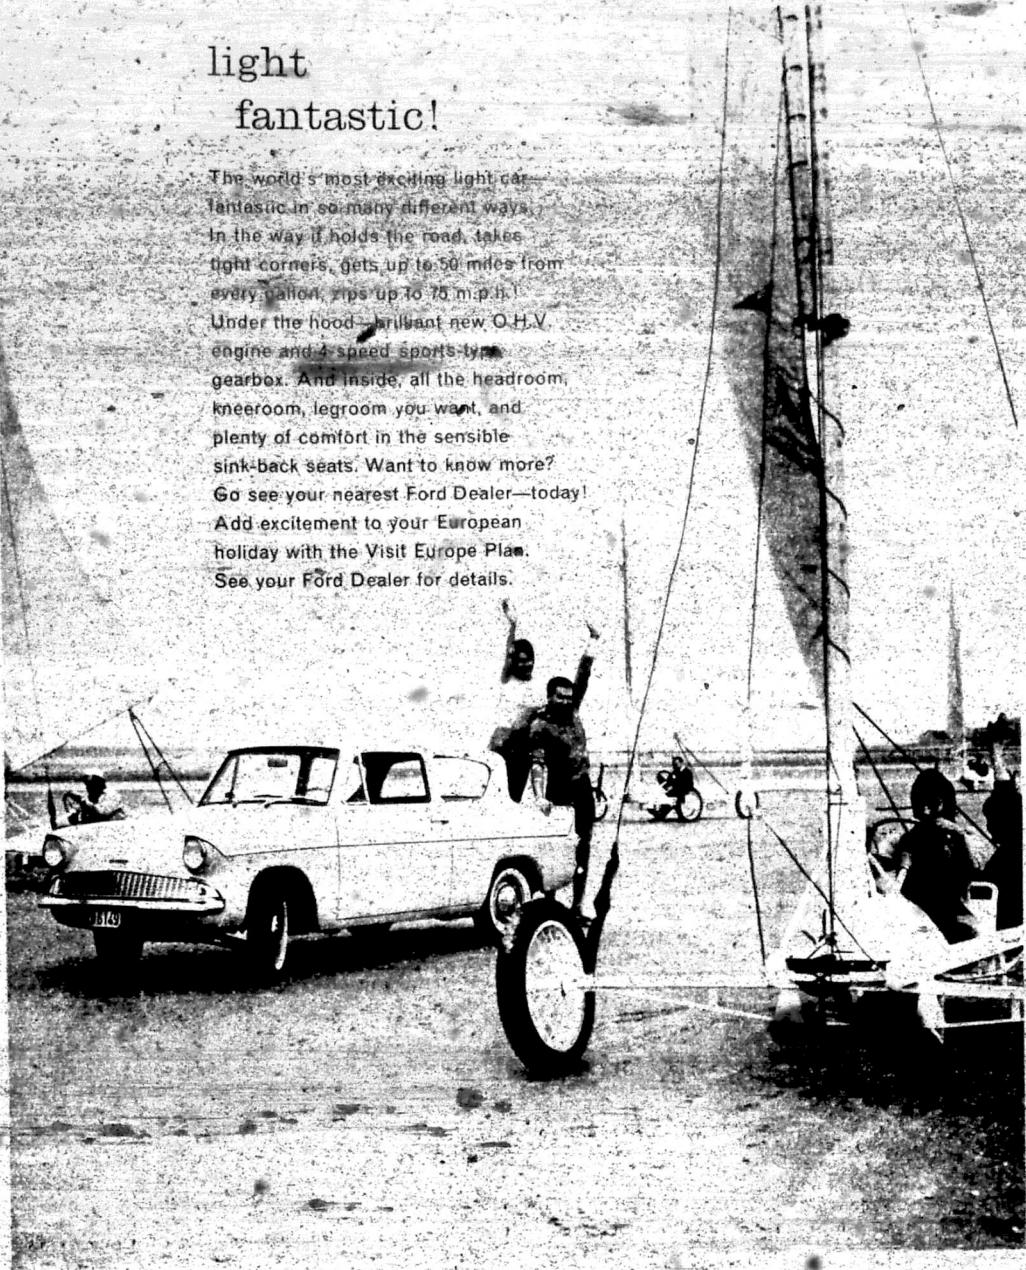 light
fantastic!
The world's most exciting light car—
fantastic in so many different ways.
In the way it holds the road, takes
tight corners, gets up to 50 miles from
every gallon, zips up to 75 m.p.h.!
Under the hood—brilliant new O.H.V.
engine and 4-speed sports-type
gearbox. And inside, all the headroom,
kneeroom, legroom you want, and
plenty of comfort in the sensible
sink-back seats. Want to know more?
Go see your nearest Ford Dealer—today!
Add excitement to your European
holiday with the Visit Europe Plan.
See your Ford Dealer for details.